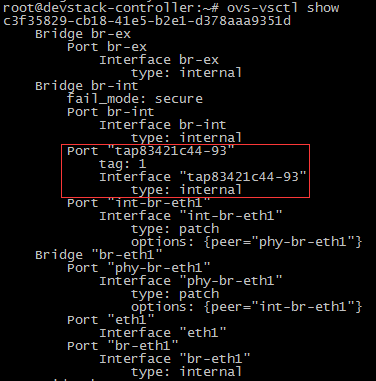 root@devstack-controller:~# ovs-vsctl show
c3f35829-cb18-41e5-b2e1-d378aaa9351d
    Bridge br-ex
        Port br-ex
            Interface br-ex
                type: internal
    Bridge br-int
        fail_mode: secure
        Port br-int
            Interface br-int
                type: internal
        Port "tap83421c44-93"
            tag: 1
            Interface "tap83421c44-93"
                type: internal
        Port "int-br-eth1"
            Interface "int-br-eth1"
                type: patch
                options: {peer="phy-br-eth1"}
    Bridge "br-eth1"
        Port "phy-br-eth1"
            Interface "phy-br-eth1"
                type: patch
                options: {peer="int-br-eth1"}
        Port "eth1"
            Interface "eth1"
        Port "br-eth1"
            Interface "br-eth1"
                type: internal